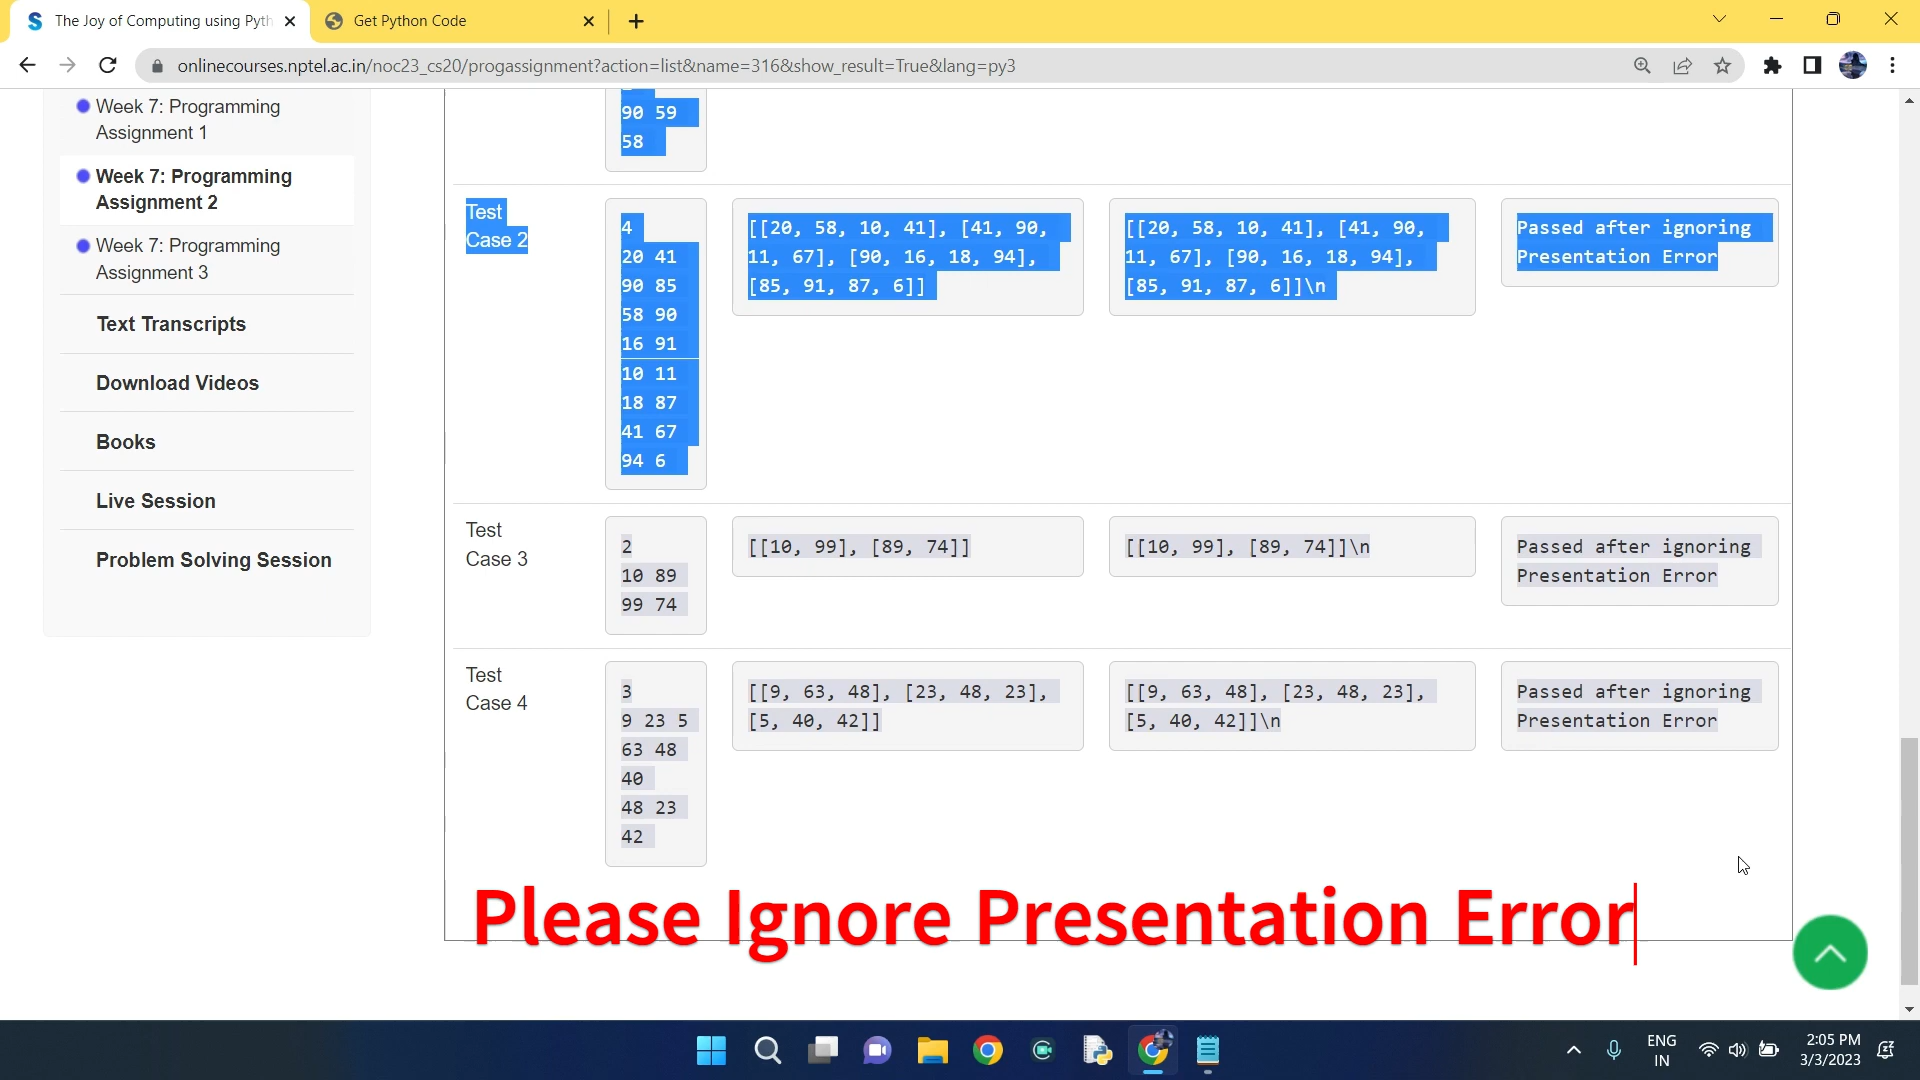 The Joy of Computing using Pyth
Get Python Code
onlinecourses.nptel.ac.in/noc23_cs20/progassignment?action=list&name=316&show_result=True&lang=py3
Week 7: Programming
Assignment 1
Week 7: Programming
Assignment 2
Week 7: Programming
Assignment 3
Text Transcripts
Download Videos
Books
Live Session
Problem Solving Session
90 59
58
Test
Case 2
4
20 41
90 85
58 90
16 91
10 11
18 87
41 67
94 6
[[20, 58, 10, 41], [41, 90,
11, 67], [90, 16, 18, 94],
[85, 91, 87, 6]]
[[20, 58, 10, 41], [41, 90,
11, 67], [90, 16, 18, 94],
[85, 91, 87, 6]]\n
Passed after ignoring
Presentation Error
Test
Case 3
2
10 89
99 74
[[10, 99], [89, 74]]
[[10, 99], [89, 74]]\n
Passed after ignoring
Presentation Error
Test
Case 4
3
9 23 5
63 48
40
48 23
42
[[9, 63, 48], [23, 48, 23],
[5, 40, 42]]
[[9, 63, 48], [23, 48, 23],
[5, 40, 42]]\n
Passed after ignoring
Presentation Error
Please Ignore Presentation Error
ENG
IN
2:05 PM
3/3/2023